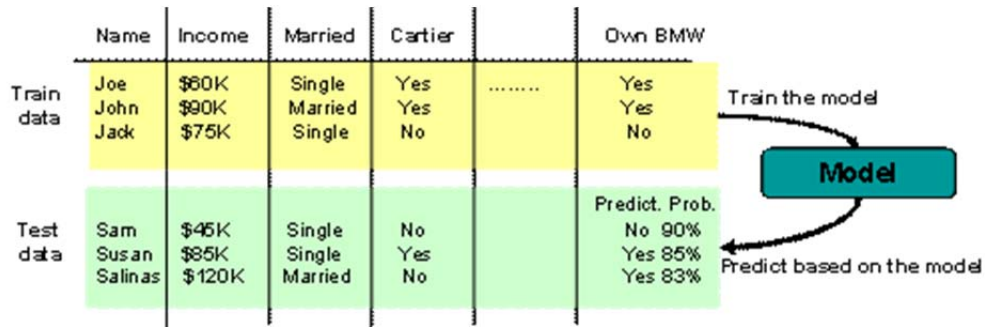 Name Income Married Cartier Own BMW
Train data
Joe $60K Single Yes ........ Yes
John $90K Married Yes Yes
Jack $75K Single No No
Train the model
Model
Predict. Prob.
Test data
Sam $45K Single No No 90%
Susan $85K Single Yes Yes 85%
Salinas $120K Married No Yes 83%
Predict based on the model